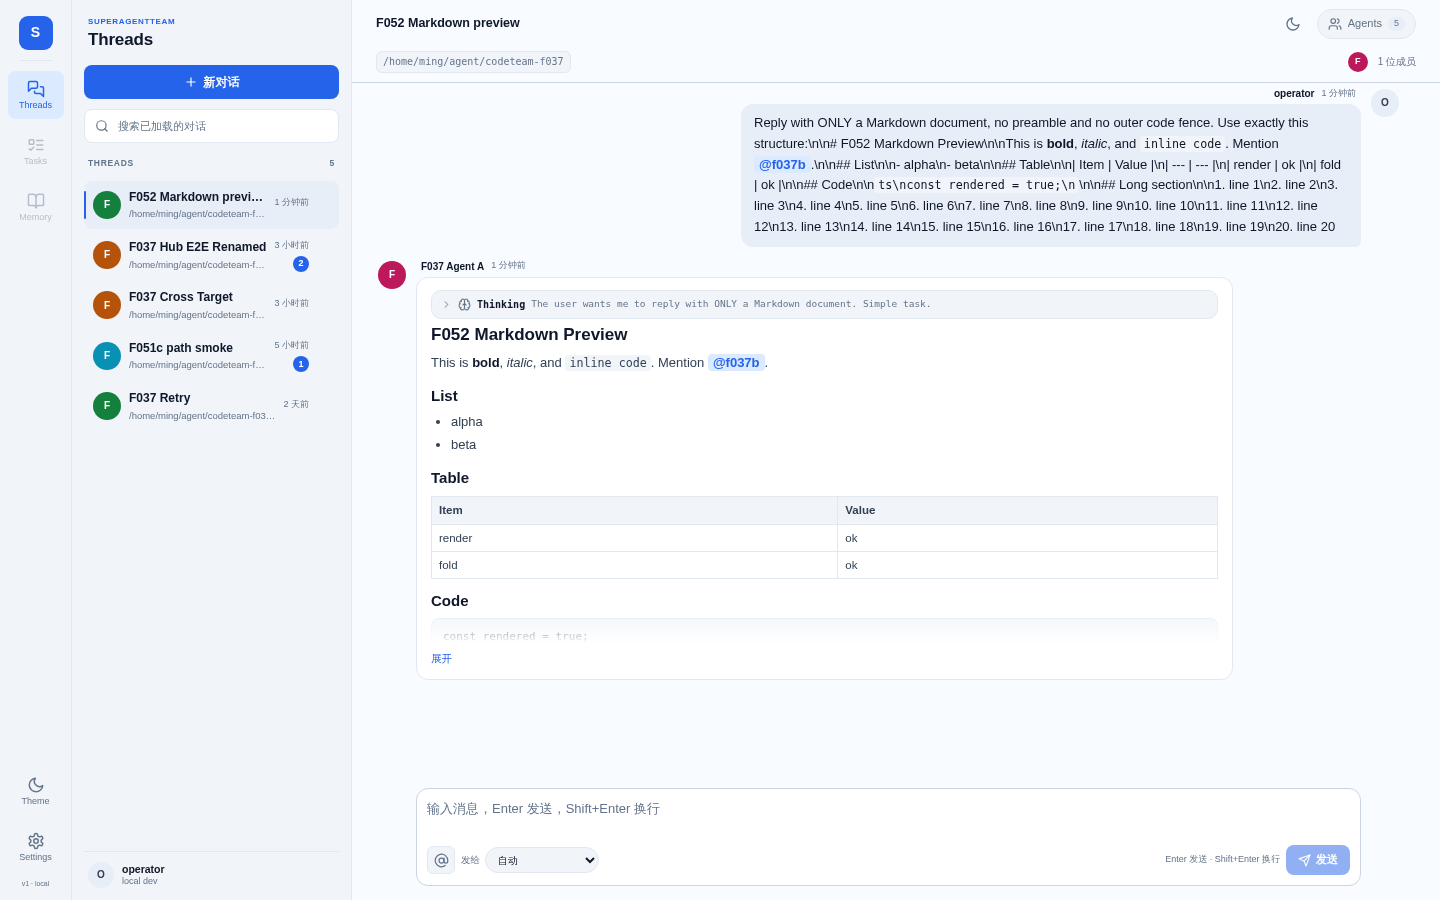 S
Threads
Tasks
Memory
Theme
Settings
v1 · local
SUPERAGENTTEAM
Threads
新对话
搜索已加载的对话
THREADS 5
F F052 Markdown previ... 1 分钟前
/home/ming/agent/codeteam-f...
F F037 Hub E2E Renamed 3 小时前
/home/ming/agent/codeteam-f... 2
F F037 Cross Target 3 小时前
/home/ming/agent/codeteam-f...
F F051c path smoke 5 小时前
/home/ming/agent/codeteam-f... 1
F F037 Retry 2 天前
/home/ming/agent/codeteam-f03...
O operator
local dev
F052 Markdown preview
Agents 5
/home/ming/agent/codeteam-f037
F 1 位成员
operator 1 分钟前
O
Reply with ONLY a Markdown document, no preamble and no outer code fence. Use exactly this
structure:\n\n# F052 Markdown Preview\n\nThis is bold, italic, and inline code . Mention
@f037b .\n\n## List\n\n- alpha\n- beta\n\n## Table\n\n| Item | Value |\n| --- | --- |\n| render | ok |\n| fold
| ok |\n\n## Code\n\n ts\nconst rendered = true;\n \n\n## Long section\n\n1. line 1\n2. line 2\n3.
line 3\n4. line 4\n5. line 5\n6. line 6\n7. line 7\n8. line 8\n9. line 9\n10. line 10\n11. line 11\n12. line
12\n13. line 13\n14. line 14\n15. line 15\n16. line 16\n17. line 17\n18. line 18\n19. line 19\n20. line 20
F
F037 Agent A 1 分钟前
Thinking The user wants me to reply with ONLY a Markdown document. Simple task.
F052 Markdown Preview
This is bold, italic, and inline code . Mention @f037b .
List
• alpha
• beta
Table
Item Value
render ok
fold ok
Code
const rendered = true;
展开
输入消息，Enter 发送，Shift+Enter 换行
发给 自动
Enter 发送 · Shift+Enter 换行
发送